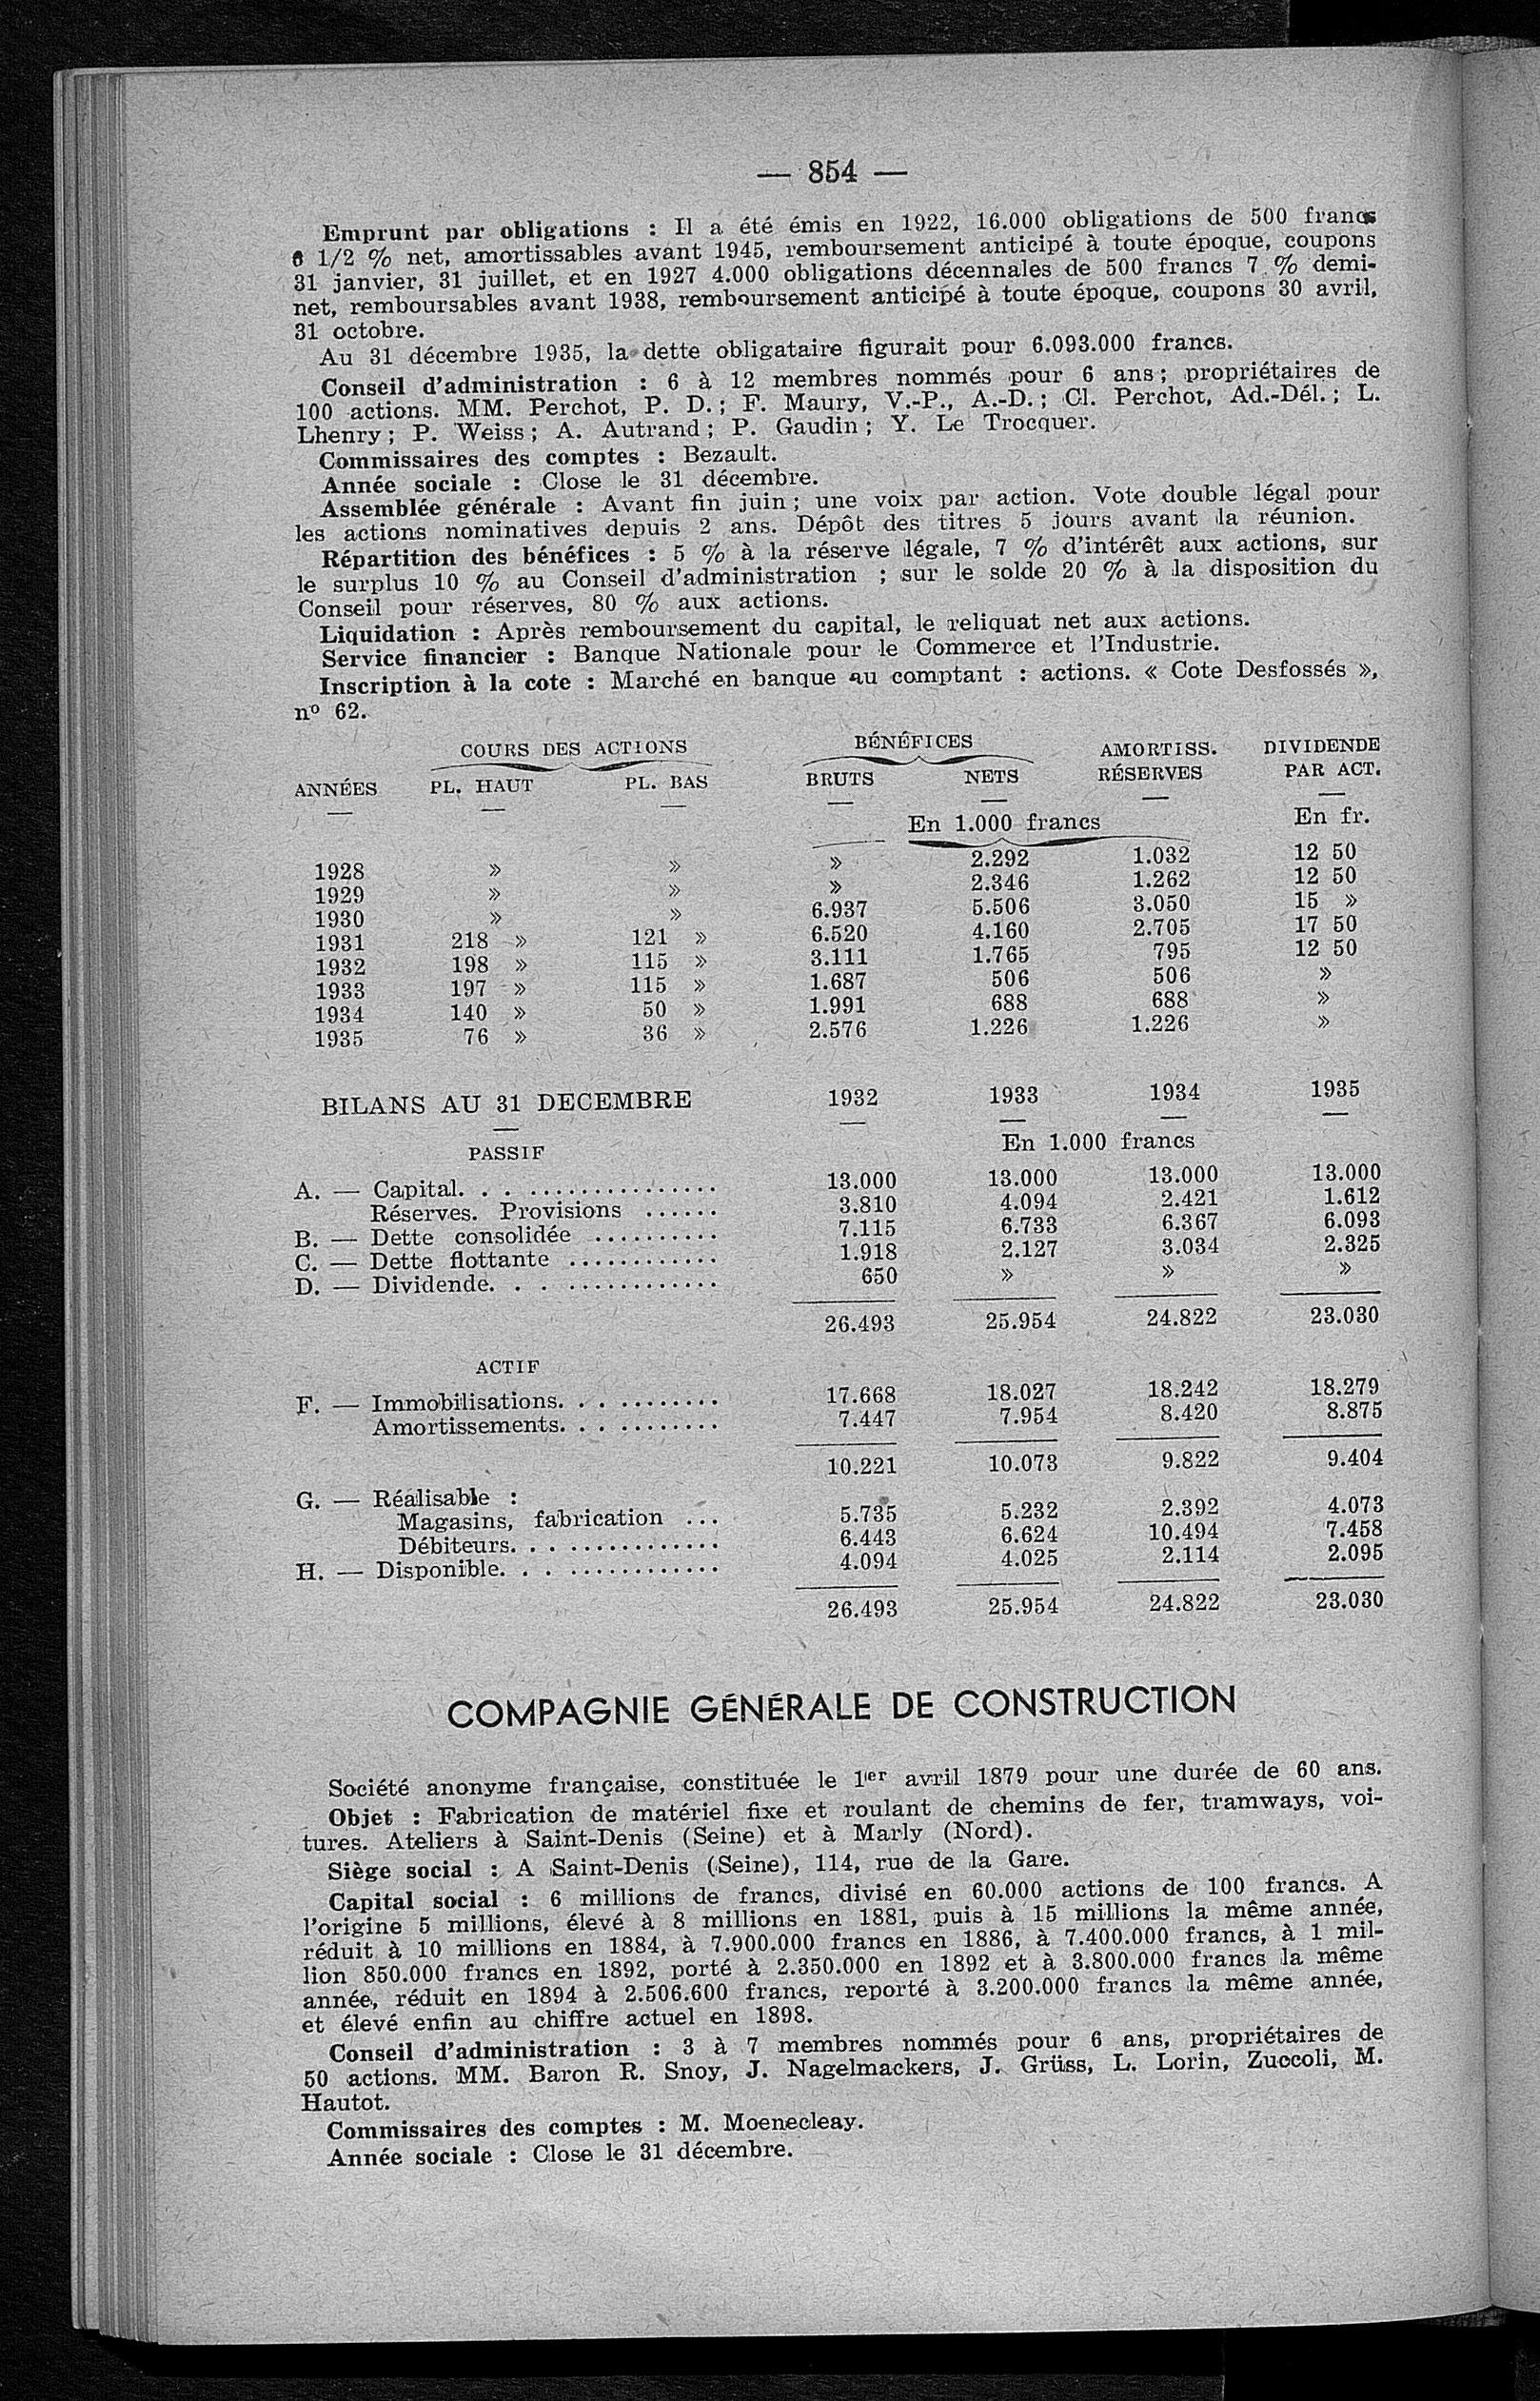 — 854 —
Emprunt par obligations : Il a été émis en 1922, 16.000 obligations de 500 francs
6 1/2 % net, amortissables avant 1945, remboursement anticipé à toute époque, coupons
31 janvier, 31 juillet, et en 1927 4.000 obligations décennales de 500 francs 7 % demi-
net, remboursables avant 1938, remboursement anticipé à toute époque, coupons 30 avril,
31 octobre.
Au 31 décembre 1935, la dette obligataire figurait pour 6.093.000 francs.
Conseil d'administration : 6 à 12 membres nommés pour 6 ans; propriétaires de
100 actions. MM. Perchot, P. D.; F. Maury, V.-P., A.-D.; Cl. Perchot, Ad.-Dél.; L.
Lhenry; P. Weiss; A. Autrand; P. Gaudin; Y. Le Trocquer.
Commissaires des comptes : Bezault.
Année sociale : Close le 31 décembre.
Assemblée générale : Avant fin juin; une voix par action. Vote double légal pour
les actions nominatives depuis 2 ans. Dépôt des titres 5 jours avant la réunion.
Répartition des bénéfices : 5 % à la réserve légale, 7 % d'intérêt aux actions, sur
le surplus 10 % au Conseil d'administration ; sur le solde 20 % à la disposition du
Conseil pour réserves, 80 % aux actions.
Liquidation : Après remboursement du capital, le reliquat net aux actions.
Service financier : Banque Nationale pour le Commerce et l'Industrie.
Inscription à la cote : Marché en banque au comptant : actions. « Cote Desfossés »,
nº 62.
COURS DES ACTIONS BÉNÉFICES AMORTISS. DIVIDENDE
ANNÉES PL. HAUT PL. BAS BRUTS NETS RÉSERVES PAR ACT.
En 1.000 francs En fr.
1928 » » » 2.292 1.032 12 50
1929 » » » 2.346 1.262 12 50
1930 » » 6.937 5.506 3.050 15 »
1931 218 » 121 » 6.520 4.160 2.705 17 50
1932 198 » 115 » 3.111 1.765 795 12 50
1933 197 » 115 » 1.687 506 506 »
1934 140 » 50 » 1.991 688 688 »
1935 76 » 36 » 2.576 1.226 1.226 »
BILANS AU 31 DECEMBRE 1932 1933 1934 1935
PASSIF En 1.000 francs
A. — Capital. . . ............... 13.000 13.000 13.000 13.000
Réserves. Provisions ...... 3.810 4.094 2.421 1.612
B. — Dette consolidée .......... 7.115 6.733 6.367 6.093
C. — Dette flottante ............ 1.918 2.127 3.034 2.325
D. — Dividende. . . ............ 650 » » »
26.493 25.954 24.822 23.030
ACTIF
F. — Immobilisations. . . ........ 17.668 18.027 18.242 18.279
Amortissements. . . ........ 7.447 7.954 8.420 8.875
10.221 10.073 9.822 9.404
G. — Réalisable :
Magasins, fabrication ... 5.735 5.232 2.392 4.073
Débiteurs. . . ............ 6.443 6.624 10.494 7.458
H. — Disponible. . . ............ 4.094 4.025 2.114 2.095
26.493 25.954 24.822 23.030
COMPAGNIE GÉNÉRALE DE CONSTRUCTION
Société anonyme française, constituée le 1er avril 1879 pour une durée de 60 ans.
Objet : Fabrication de matériel fixe et roulant de chemins de fer, tramways, voi-
tures. Ateliers à Saint-Denis (Seine) et à Marly (Nord).
Siège social : A Saint-Denis (Seine), 114, rue de la Gare.
Capital social : 6 millions de francs, divisé en 60.000 actions de 100 francs. A
l'origine 5 millions, élevé à 8 millions en 1881, puis à 15 millions la même année,
réduit à 10 millions en 1884, à 7.900.000 francs en 1886, à 7.400.000 francs, à 1 mil-
lion 850.000 francs en 1892, porté à 2.350.000 en 1892 et à 3.800.000 francs la même
année, réduit en 1894 à 2.506.600 francs, reporté à 3.200.000 francs la même année,
et élevé enfin au chiffre actuel en 1898.
Conseil d'administration : 3 à 7 membres nommés pour 6 ans, propriétaires de
50 actions. MM. Baron R. Snoy, J. Nagelmackers, J. Grüss, L. Lorin, Zuccoli, M.
Hautot.
Commissaires des comptes : M. Moenecleay.
Année sociale : Close le 31 décembre.